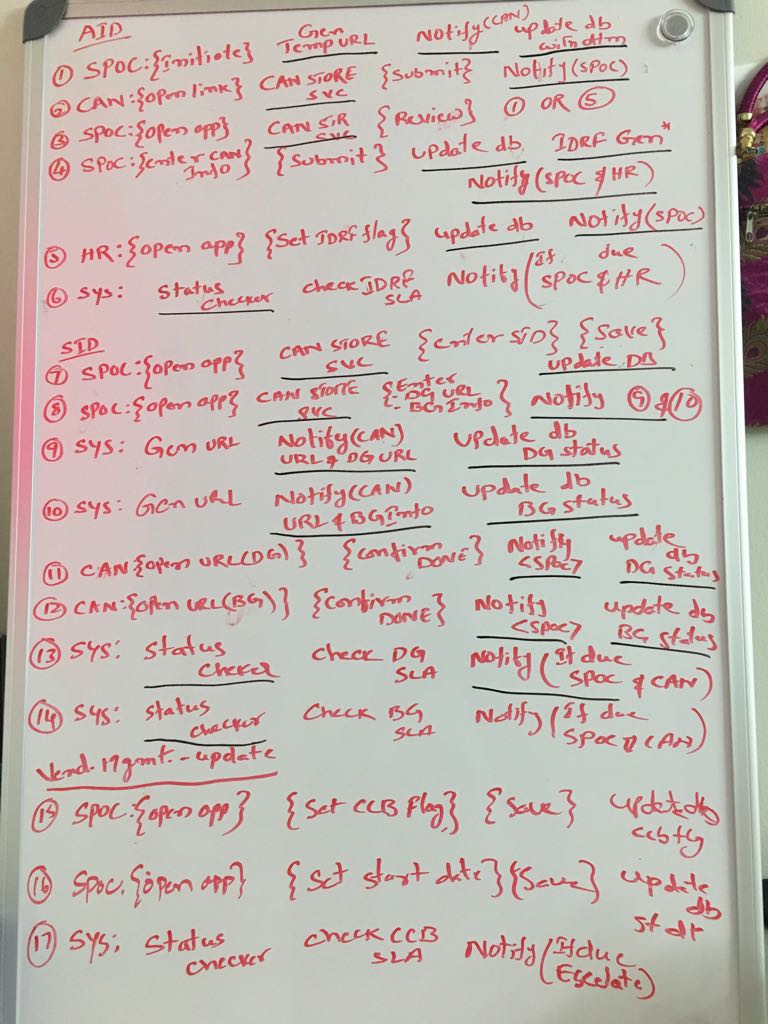 AID
① SPOC:{Initiate} Gen Temp URL Notify(CAN) update db with Atm
② CAN:{open link} CAN STORE SVC {Submit} Notify(SPOC)
③ SPOC:{open app} CAN STR SVC {Review} ① OR ⑤
④ SPOC:{enter CAN Info} {Submit} update db IDRF Gen*
Notify(SPOC & HR)
⑤ HR:{open app} {Set IDRF flag} update db Notify(SPOC)
⑥ Sys: Status checker check IDRF SLA Notify(If due SPOC & HR)
SID
⑦ SPOC:{open app} CAN STORE SVC {enter SID} {Save}
update DB
⑧ SPOC:{open app} CAN STORE SVC {Enter - DG URL - BG Info} Notify ⑨ & ⑩
⑨ SYS: Gen URL Notify(CAN) URL & DG URL update db DG status
⑩ SYS: Gen URL Notify(CAN) URL & BG Info update db BG status
⑪ CAN:{open URL(DG)} {Confirm DONE} Notify <SPOC> update db DG status
⑫ CAN:{open URL(BG)} {Confirm DONE} Notify <SPOC> update db BG status
⑬ SYS: Status checker check DG SLA Notify(If due SPOC & CAN)
⑭ SYS: status checker Check BG SLA Notify(If due SPOC & CAN)
Vend. Mgmt. - update
⑮ SPOC:{open app} {Set CCB flag} {Save} update db ccb flg
⑯ SPOC:{open app} {Set start date} {Save} update db st dt
⑰ SYS: Status checker check CCB SLA Notify(If due Escalate)